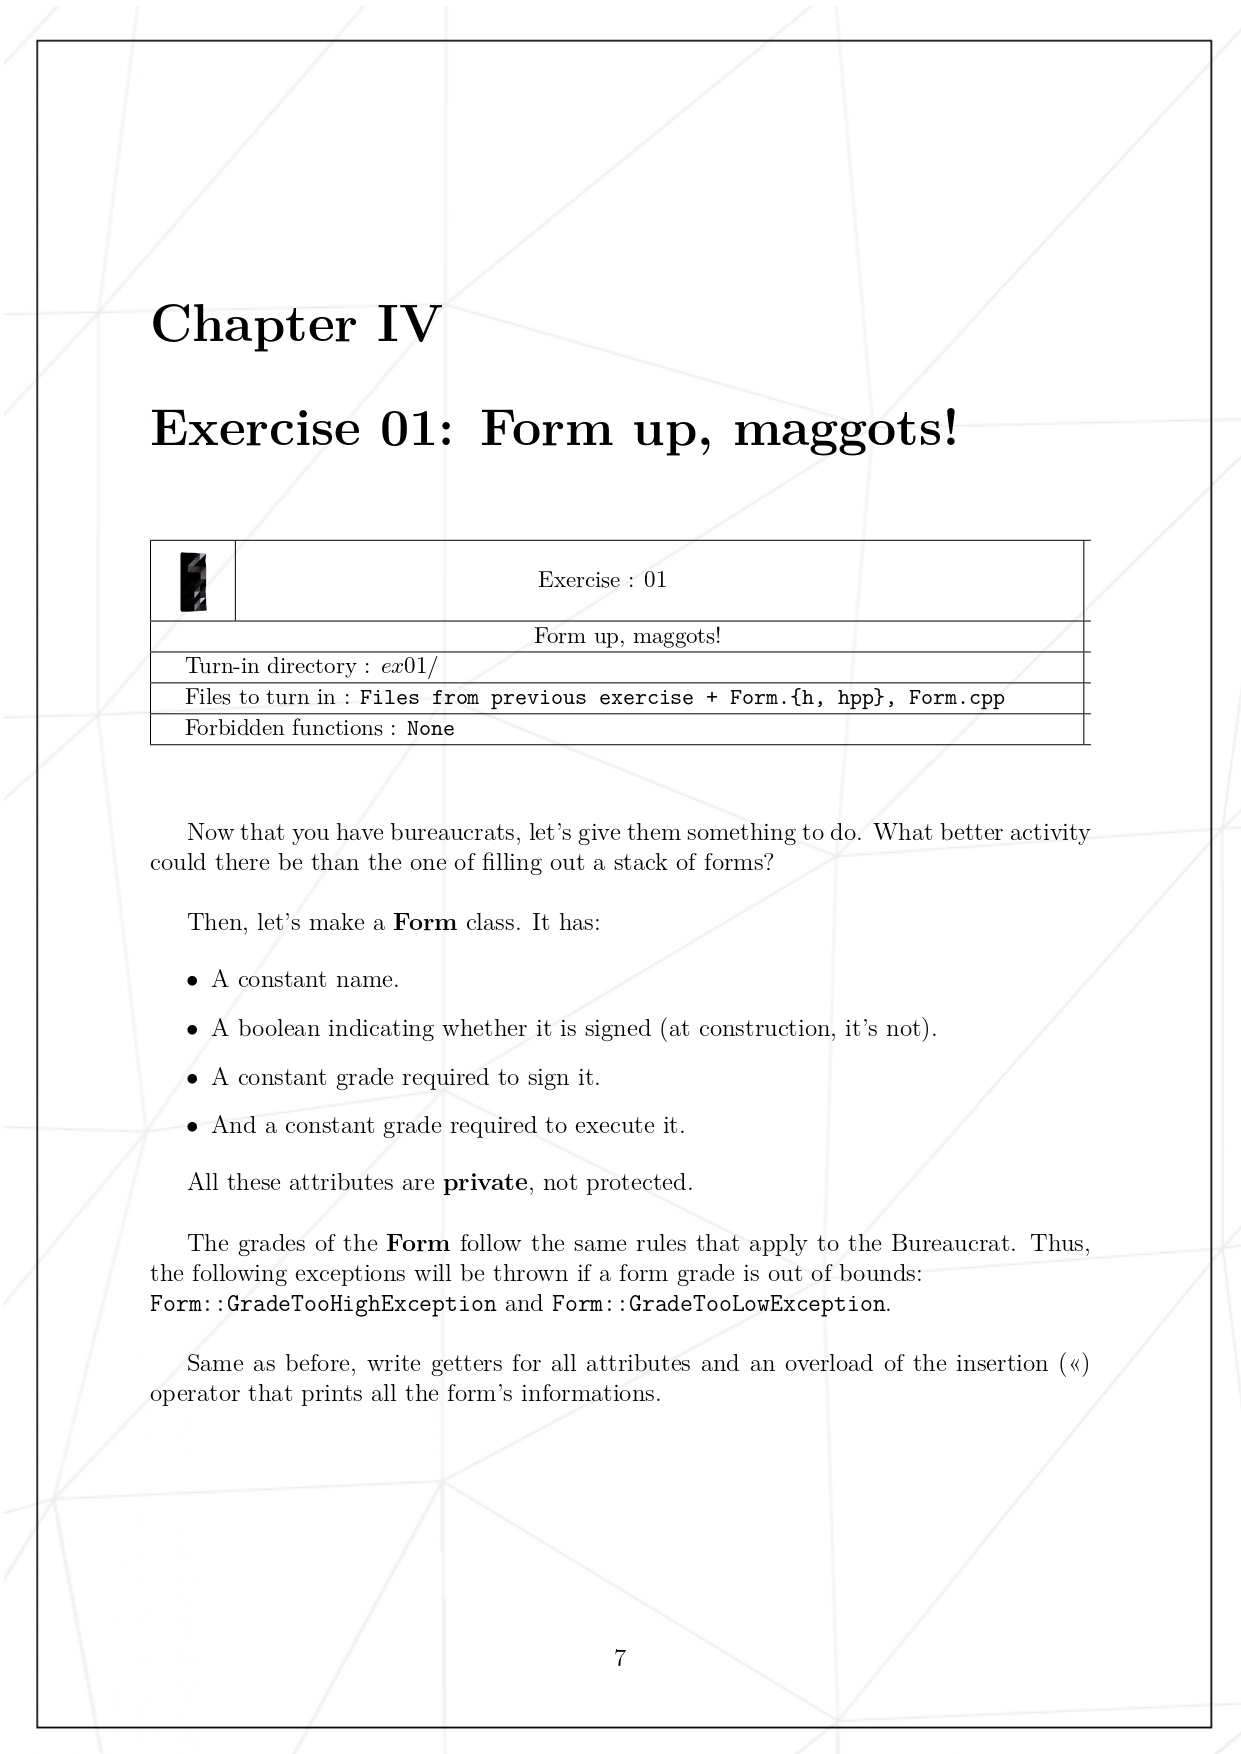 Chapter IV
Exercise 01: Form up, maggots!
Exercise : 01
Form up, maggots!
Turn-in directory : ex01/
Files to turn in : Files from previous exercise + Form.{h, hpp}, Form.cpp
Forbidden functions : None
Now that you have bureaucrats, let's give them something to do. What better activity
could there be than the one of filling out a stack of forms?
Then, let's make a Form class. It has:
• A constant name.
• A boolean indicating whether it is signed (at construction, it's not).
• A constant grade required to sign it.
• And a constant grade required to execute it.
All these attributes are private, not protected.
The grades of the Form follow the same rules that apply to the Bureaucrat. Thus,
the following exceptions will be thrown if a form grade is out of bounds:
Form::GradeTooHighException and Form::GradeTooLowException.
Same as before, write getters for all attributes and an overload of the insertion («)
operator that prints all the form's informations.
7